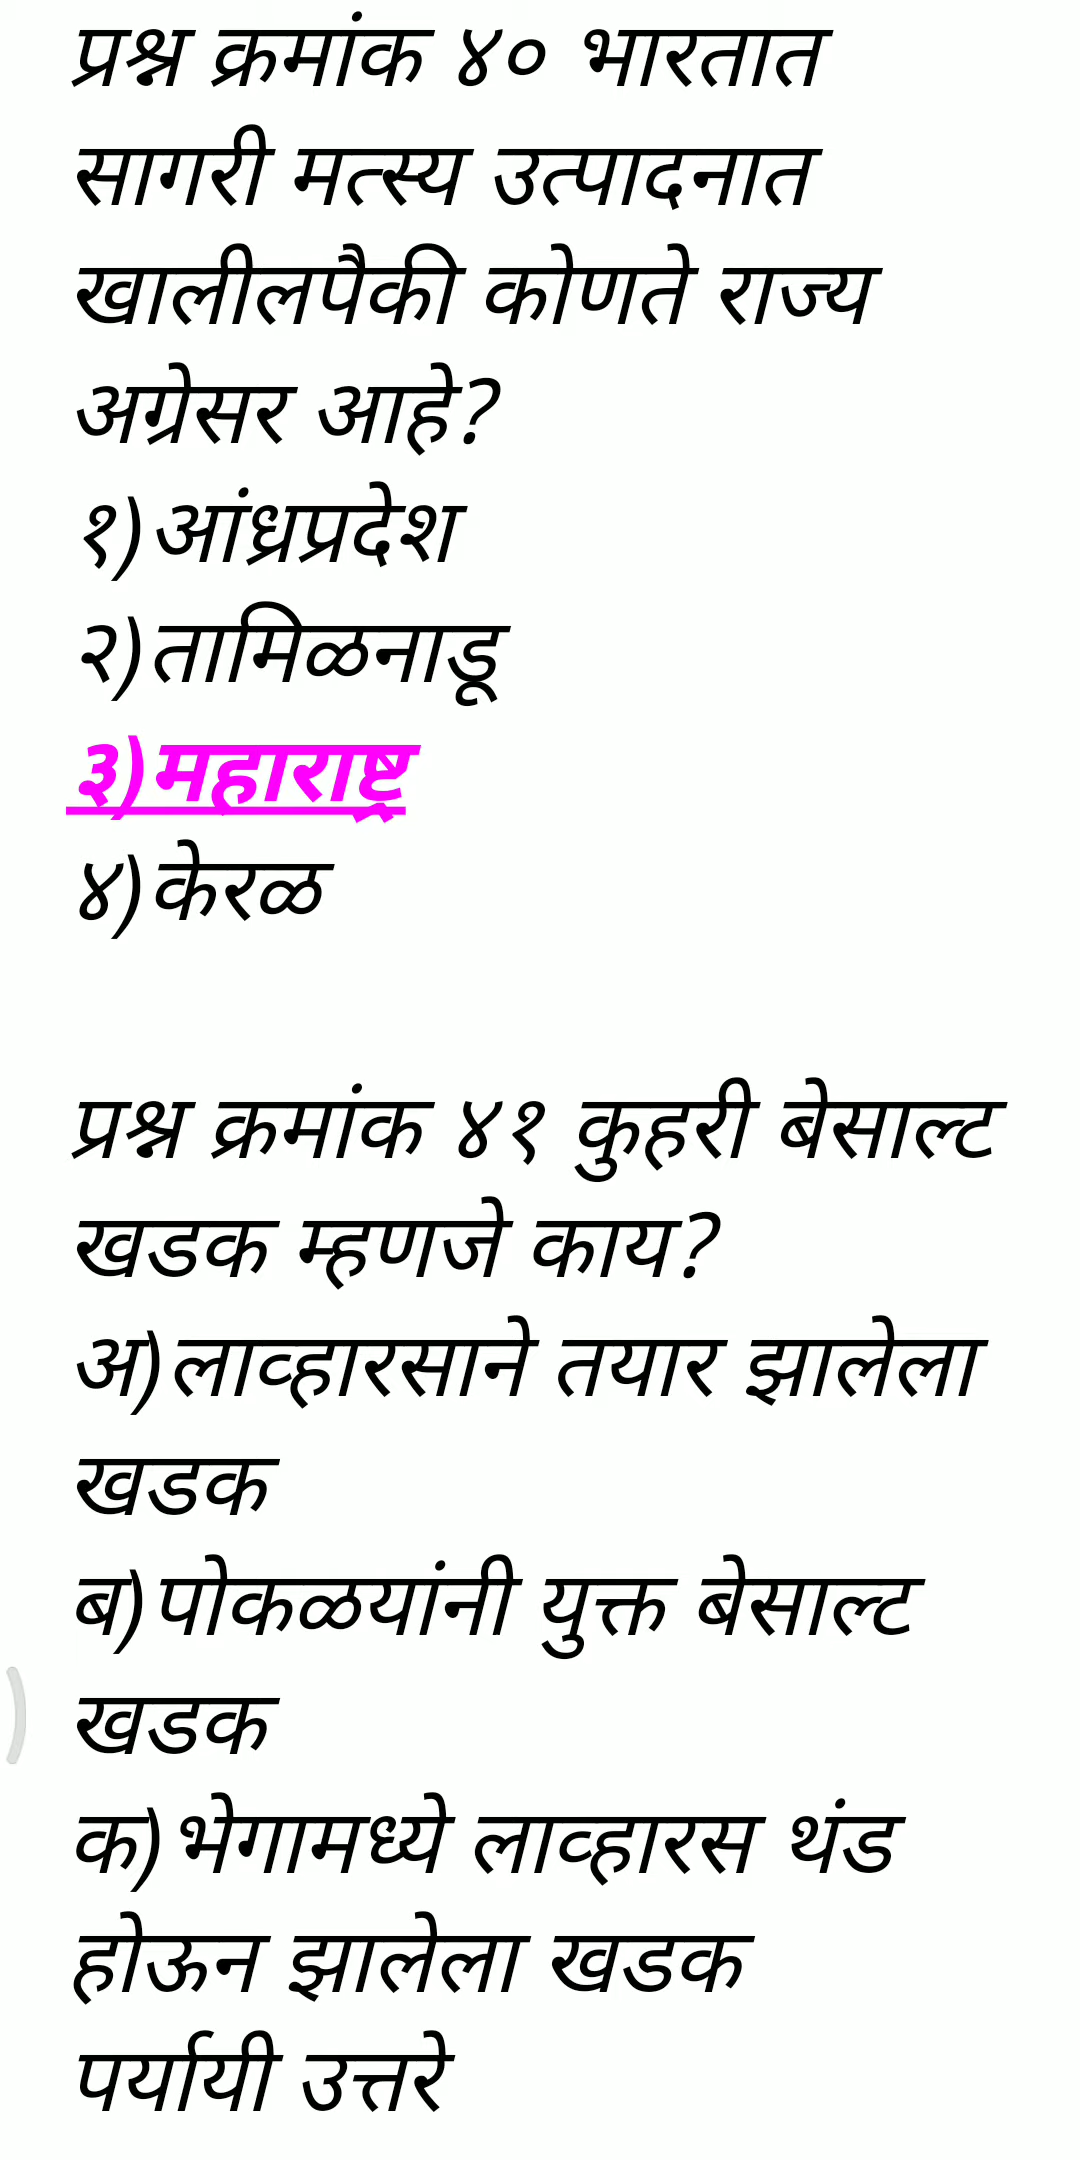 प्रश्न क्रमांक ४० भारतात
सागरी मत्स्य उत्पादनात
खालीलपैकी कोणते राज्य
अग्रेसर आहे?
१)आंध्रप्रदेश
२)तामिळनाडू
३)महाराष्ट्र
४)केरळ
प्रश्न क्रमांक ४१ कुहरी बेसाल्ट
खडक म्हणजे काय?
अ)लाव्हारसाने तयार झालेला
खडक
ब)पोकळयांनी युक्त बेसाल्ट
खडक
क)भेगामध्ये लाव्हारस थंड
होऊन झालेला खडक
पर्यायी उत्तरे